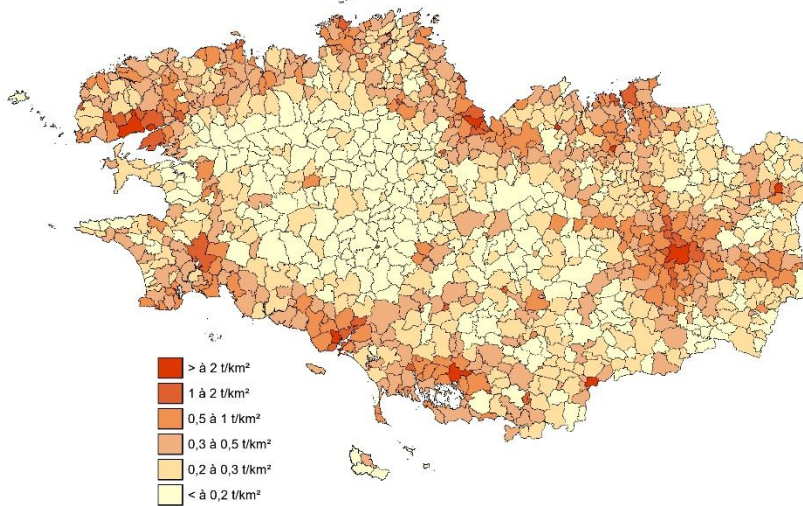 > à 2 t/km²
1 à 2 t/km²
0,5 à 1 t/km²
0,3 à 0,5 t/km²
0,2 à 0,3 t/km²
< à 0,2 t/km²